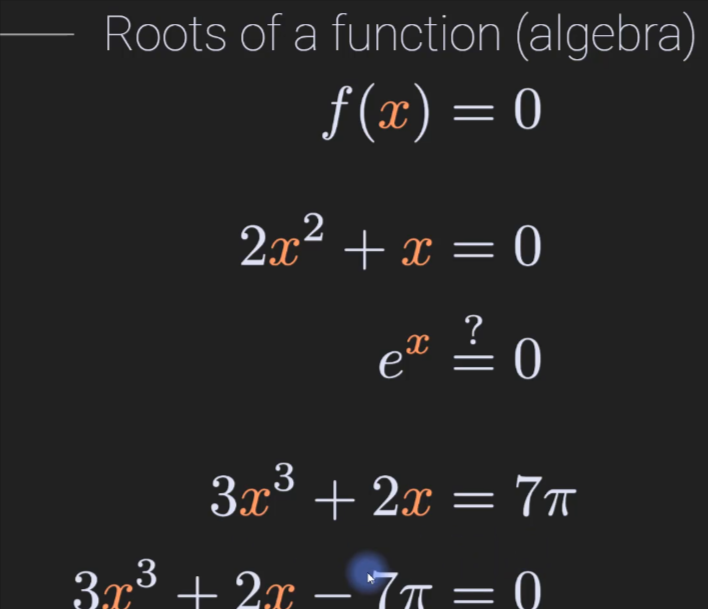 Roots of a function (algebra)
f(x) = 0
2x² + x = 0
eˣ ≟ 0
3x³ + 2x = 7π
3x³ + 2x − 7π = 0